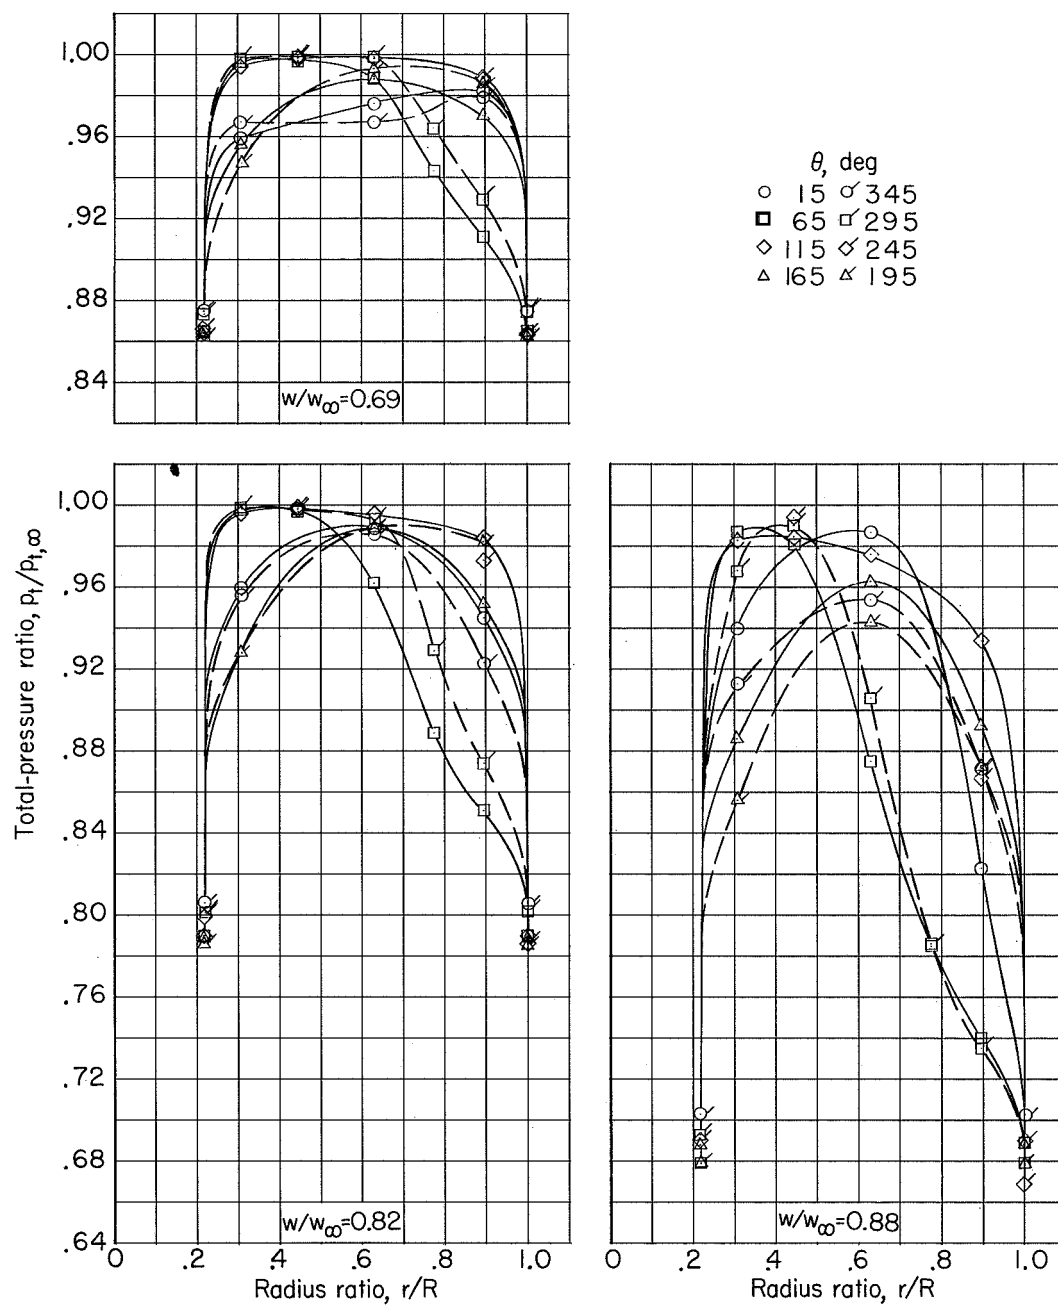 1.00
.96
.92
.88
.84
w/w∞=0.69
θ, deg
15 345
65 295
115 245
165 195
Total-pressure ratio, pt/pt,∞
1.00
.96
.92
.88
.84
.80
.76
.72
.68
.64
w/w∞=0.82
w/w∞=0.88
0 .2 .4 .6 .8 1.0
0 .2 .4 .6 .8 1.0
Radius ratio, r/R
Radius ratio, r/R